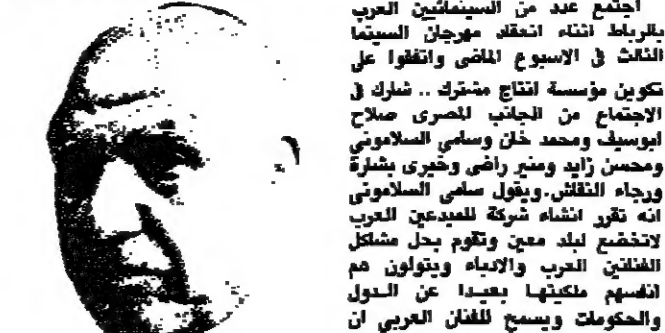 اجتمع عدد من السينمائيين العرب
بالرباط اثناء انعقاد مهرجان السينما
الثالث في الاسبوع الماضى واتفقوا على
تكوين مؤسسة انتاج مشترك .. شارك في
الاجتماع من الجانب المصرى صلاح
ابوسيف ومحمد خان وسامي السلاموني
ومحسن زايد ومنير راضي وخيرى بشارة
ورجاء النقاش. ويقول سامي السلاموني
انه تقرر انشاء شركة للمبدعين العرب
لاتخضع لبلد معين وتقوم بحل مشاكل
الفنانين العرب والادباء ويتولون هم
انفسهم ملكيتها بعيدا عن الدول
والحكومات ويسمح للفنان العربي ان